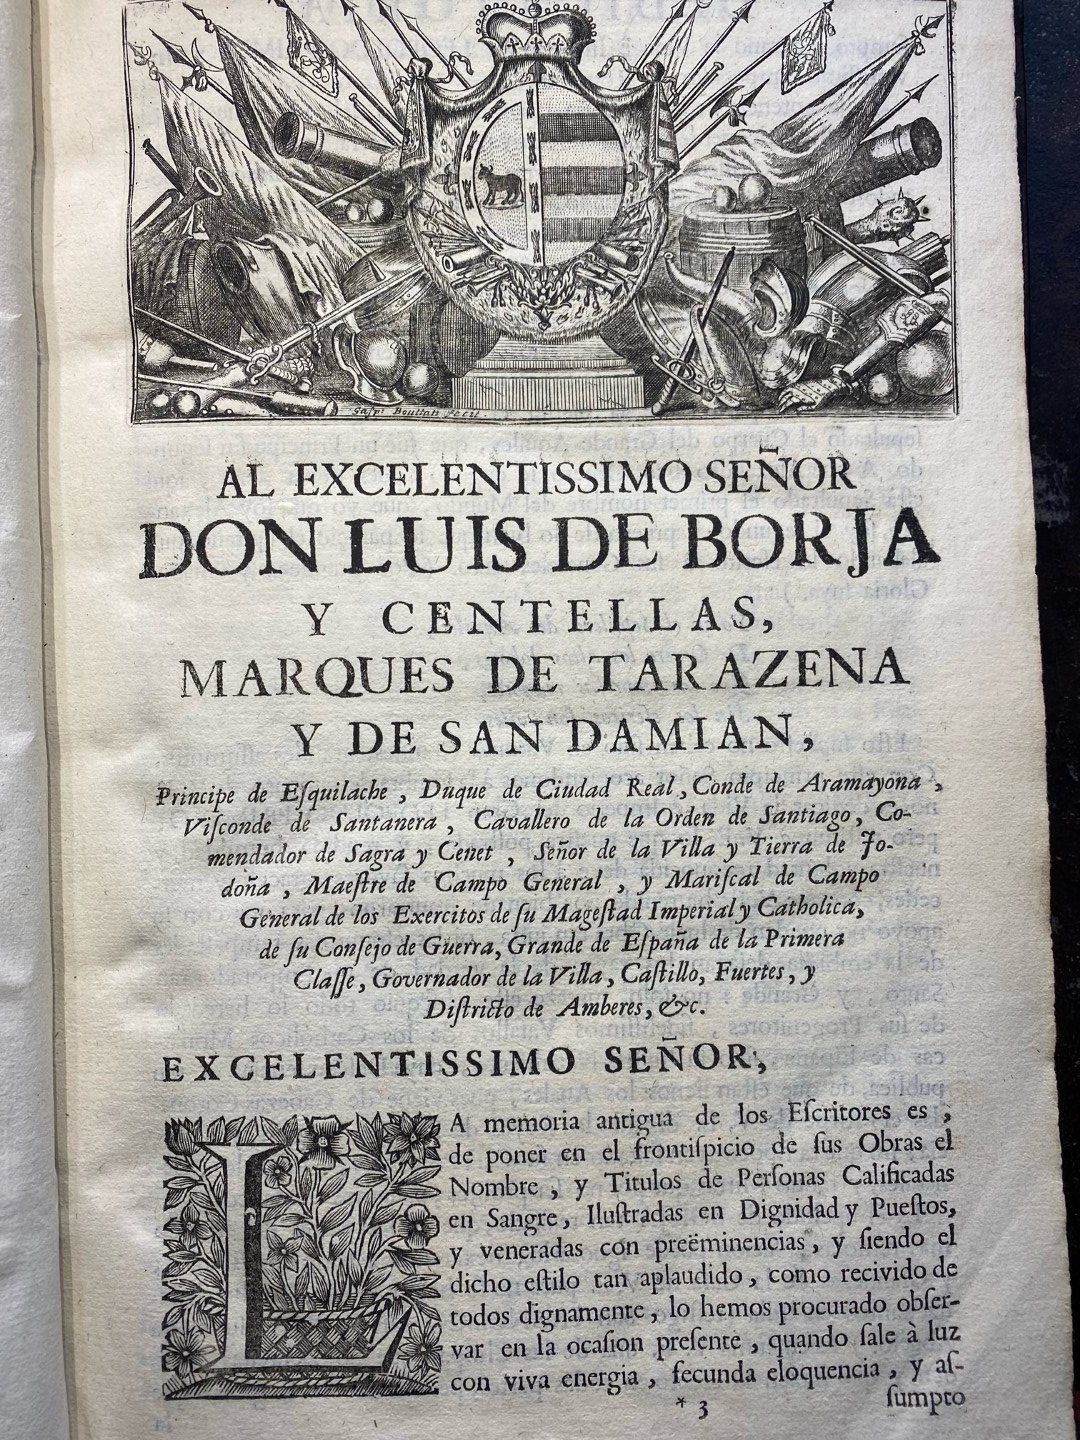 Gasp. Bouttats fecit.
AL EXCELENTISSIMO SEÑOR
DON LUIS DE BORJA
Y CENTELLAS,
MARQUES DE TARAZENA
Y DE SAN DAMIAN,
Principe de Eſquilache, Duque de Ciudad Real, Conde de Aramayona,
Viſconde de Santanera, Cavallero de la Orden de Santiago, Co-
mendador de Sagra y Cenet, Señor de la Villa y Tierra de Jo-
doña, Maeſtre de Campo General, y Mariſcal de Campo
General de los Exercitos de ſu Mageſtad Imperial y Catholica,
de ſu Conſejo de Guerra, Grande de Eſpaña de la Primera
Claſſe, Governador de la Villa, Caſtillo, Fuertes, y
Diſtricto de Amberes, &c.
EXCELENTISSIMO SEÑOR,
LA memoria antigua de los Eſcritores es,
de poner en el frontiſpicio de ſus Obras el
Nombre, y Titulos de Perſonas Calificadas
en Sangre, Iluſtradas en Dignidad y Pueſtos,
y veneradas con preëminencias, y ſiendo el
dicho eſtilo tan aplaudido, como recivido de
todos dignamente, lo hemos procurado obſer-
var en la ocaſion preſente, quando ſale à luz
con viva energia, fecunda eloquencia, y aſ-
* 3 ſumpto